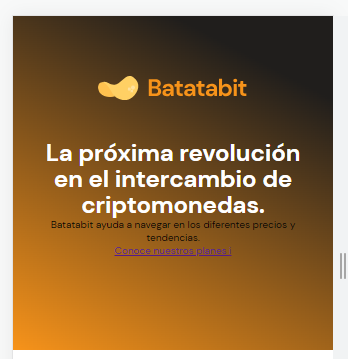 Batatabit
La próxima revolución
en el intercambio de
criptomonedas.
Batatabit ayuda a navegar en los diferentes precios y
tendencias.
Conoce nuestros planes ¡